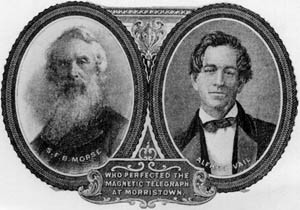 S.F.B. MORSE.
ALFRED VAIL
WHO PERFECTED THE
MAGNETIC TELEGRAPH
AT MORRISTOWN.